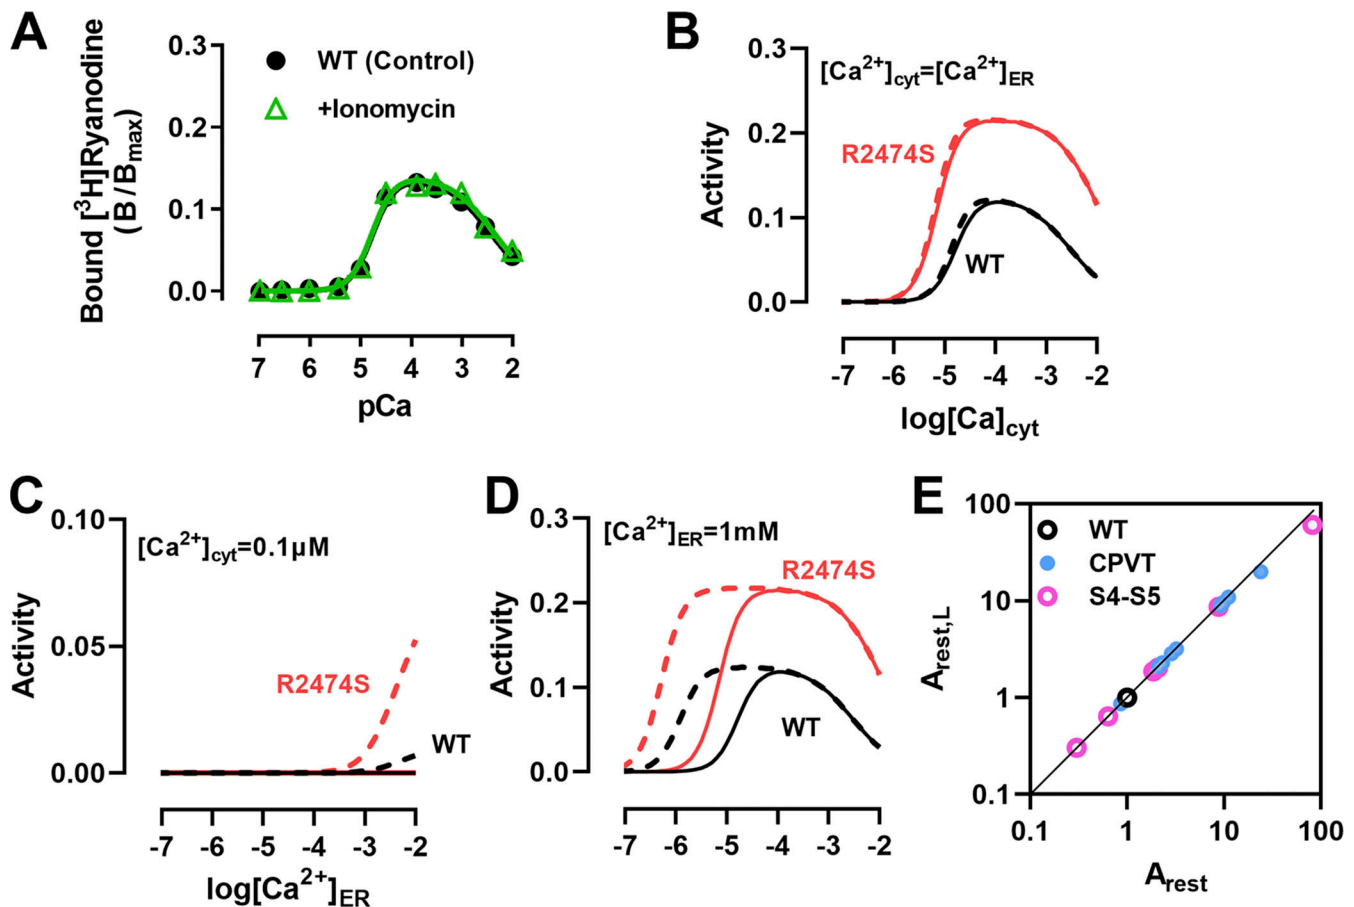 A
Bound [³H]Ryanodine
(B/Bmax)
0.3
0.2
0.1
0.0
WT (Control)
+Ionomycin
7 6 5 4 3 2
pCa
B
Activity
0.3
0.2
0.1
0.0
[Ca²⁺]cyt=[Ca²⁺]ER
R2474S
WT
-7 -6 -5 -4 -3 -2
log[Ca]cyt
C
Activity
0.10
0.05
0.00
[Ca²⁺]cyt=0.1µM
R2474S
WT
-7 -6 -5 -4 -3 -2
log[Ca²⁺]ER
D
Activity
0.3
0.2
0.1
0.0
[Ca²⁺]ER=1mM
R2474S
WT
-7 -6 -5 -4 -3 -2
E
Arest,L
100
10
1
0.1
WT
CPVT
S4-S5
0.1 1 10 100
Arest